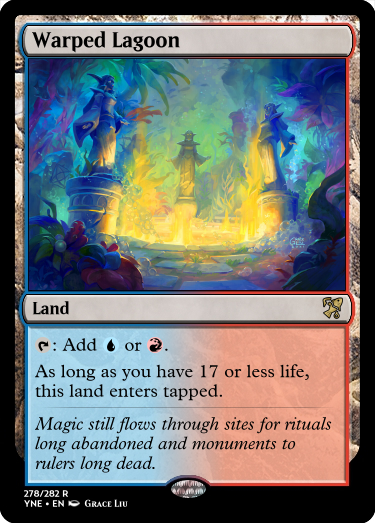 Warped Lagoon
Land
: Add or .
As long as you have 17 or less life,
this land enters tapped.
Magic still flows through sites for rituals
long abandoned and monuments to
rulers long dead.
278/282 R
YNE • EN Grace Liu